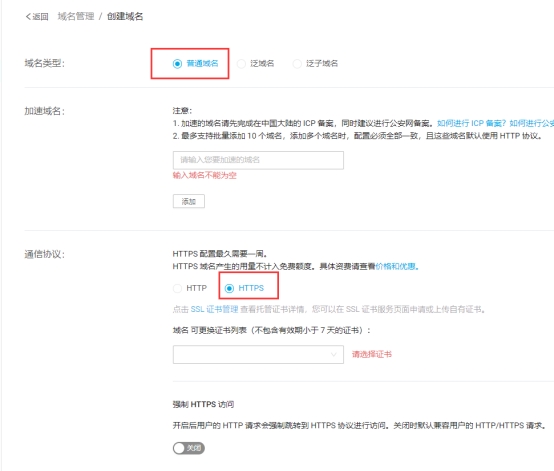 返回 域名管理 / 创建域名
域名类型： 普通域名 泛域名 泛子域名
加速域名： 注意：
1. 加速的域名请先完成在中国大陆的 ICP 备案，同时建议进行公安网备案。如何进行 ICP 备案？如何进行公安
2. 最多支持批量添加 10 个域名，添加多个域名时，配置必须全部一致，且这些域名默认使用 HTTP 协议。
请输入您要加速的域名
输入域名不能为空
添加
通信协议： HTTPS 配置最久需要一周。
HTTPS 域名产生的用量不计入免费额度。具体资费请查看价格和优惠。
HTTP HTTPS
点击 SSL 证书管理 查看托管证书详情，您可以在 SSL 证书服务页面申请或上传自有证书。
域名 可更换证书列表（不包含有效期小于 7 天的证书）：
请选择证书
强制 HTTPS 访问
开启后用户的 HTTP 请求会强制跳转到 HTTPS 协议进行访问。关闭时默认兼容用户的 HTTP/HTTPS 请求。
关闭